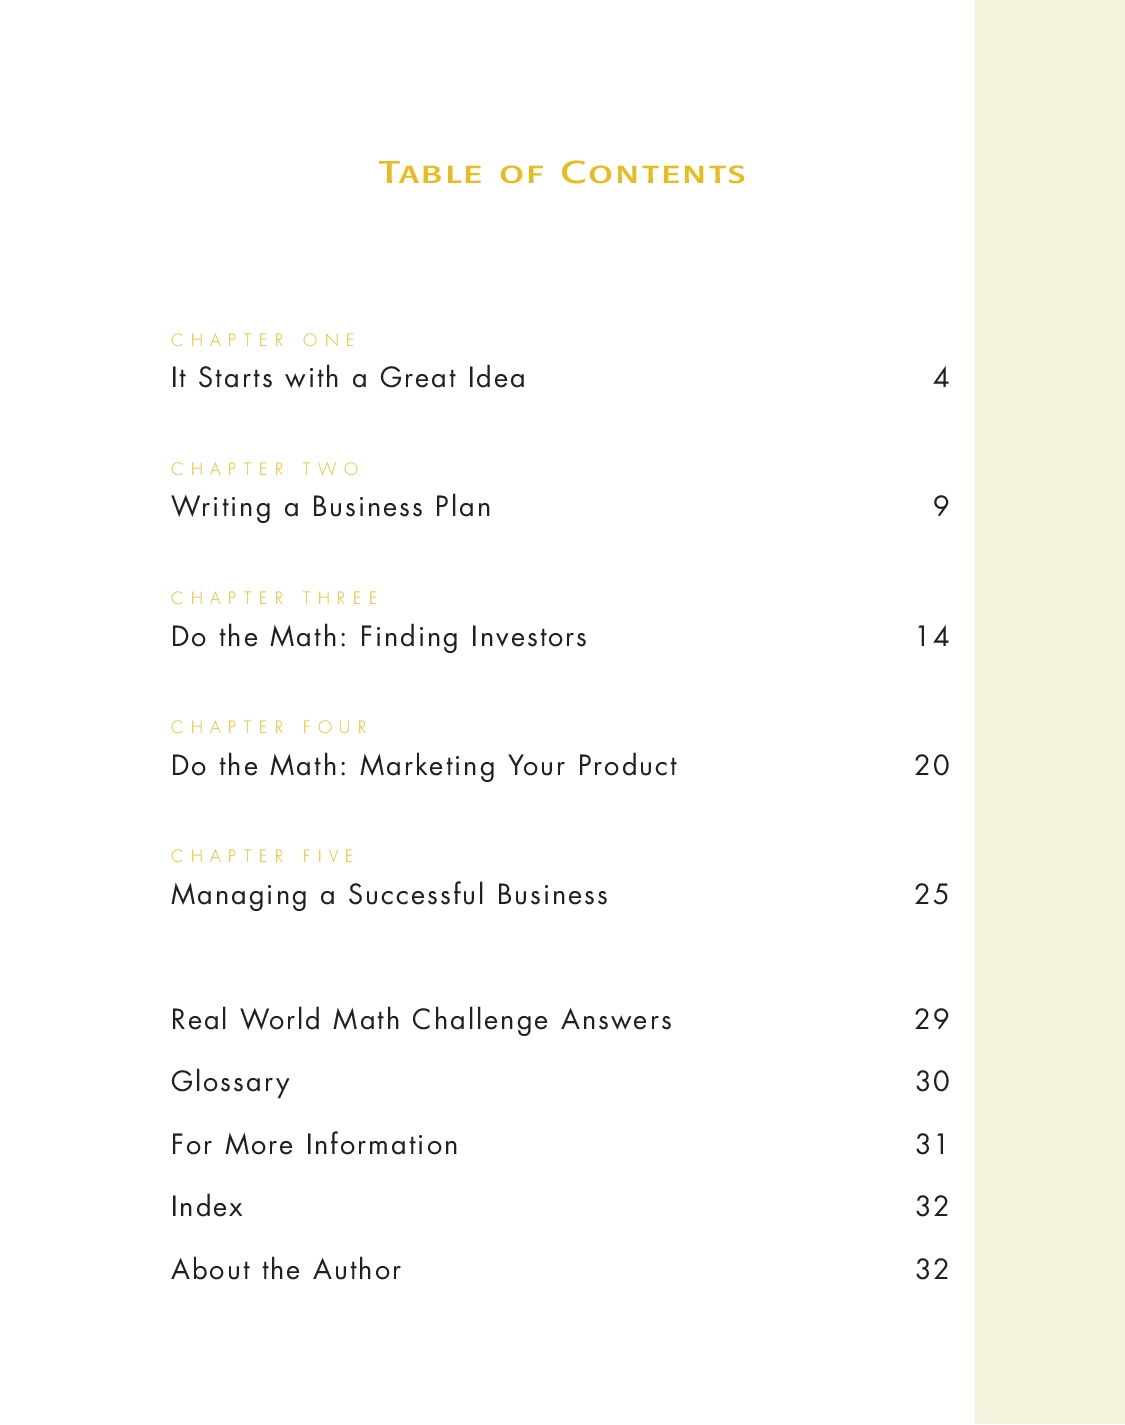 TABLE OF CONTENTS
CHAPTER ONE
It Starts with a Great Idea 4
CHAPTER TWO
Writing a Business Plan 9
CHAPTER THREE
Do the Math: Finding Investors 14
CHAPTER FOUR
Do the Math: Marketing Your Product 20
CHAPTER FIVE
Managing a Successful Business 25
Real World Math Challenge Answers 29
Glossary 30
For More Information 31
Index 32
About the Author 32